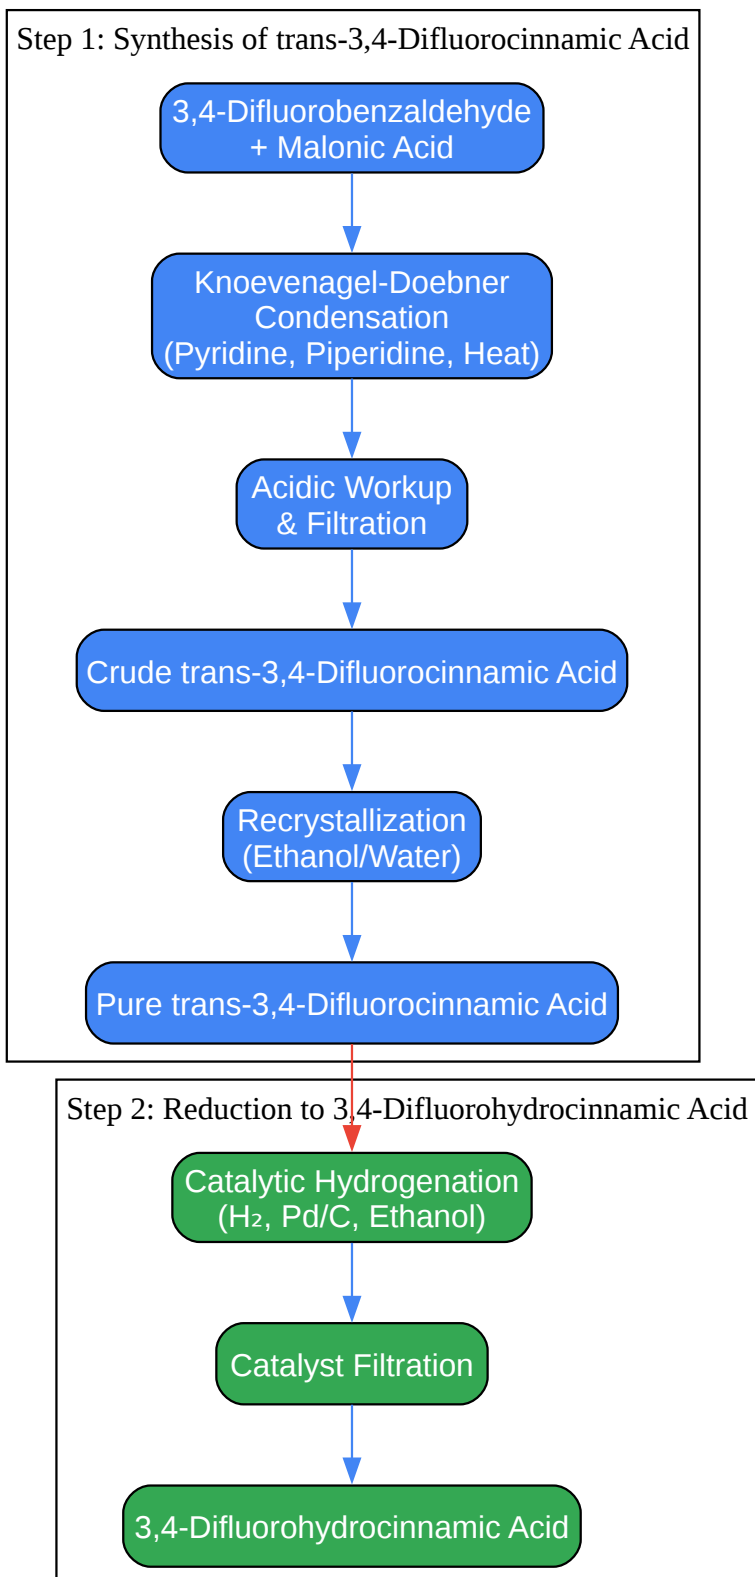 Step 1: Synthesis of trans-3,4-Difluorocinnamic Acid
3,4-Difluorobenzaldehyde
+ Malonic Acid
Knoevenagel-Doebner
Condensation
(Pyridine, Piperidine, Heat)
Acidic Workup
& Filtration
Crude trans-3,4-Difluorocinnamic Acid
Recrystallization
(Ethanol/Water)
Pure trans-3,4-Difluorocinnamic Acid
Step 2: Reduction to 3,4-Difluorohydrocinnamic Acid
Catalytic Hydrogenation
(H₂, Pd/C, Ethanol)
Catalyst Filtration
3,4-Difluorohydrocinnamic Acid